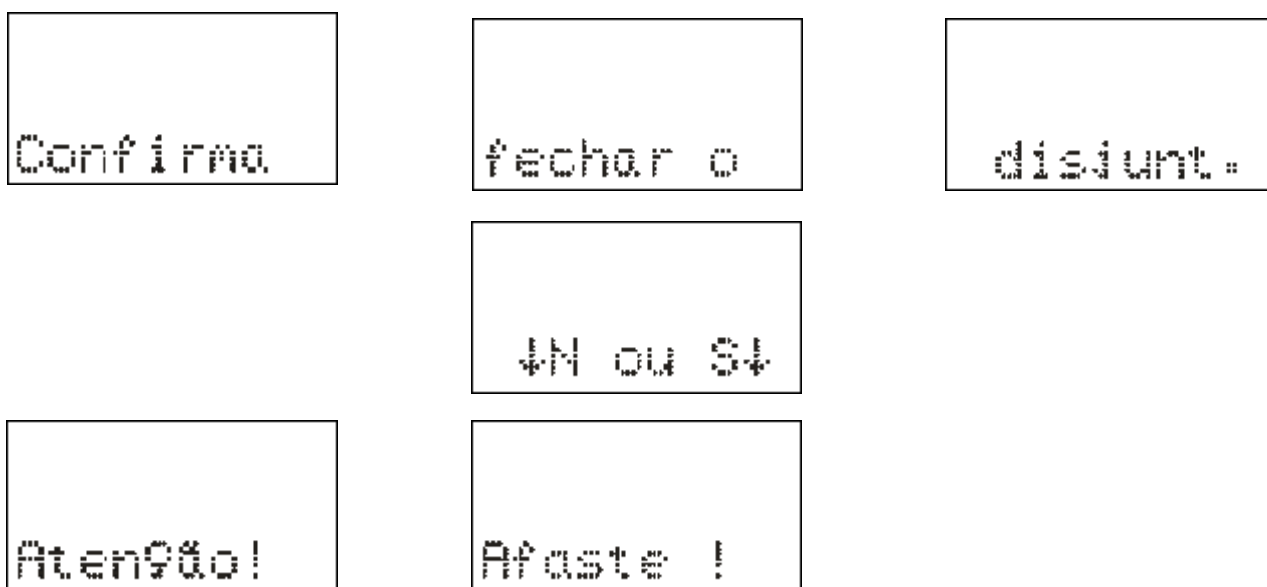 Confirma
fechar o
disjunt.
↓N ou S↓
Atenção!
Afaste !